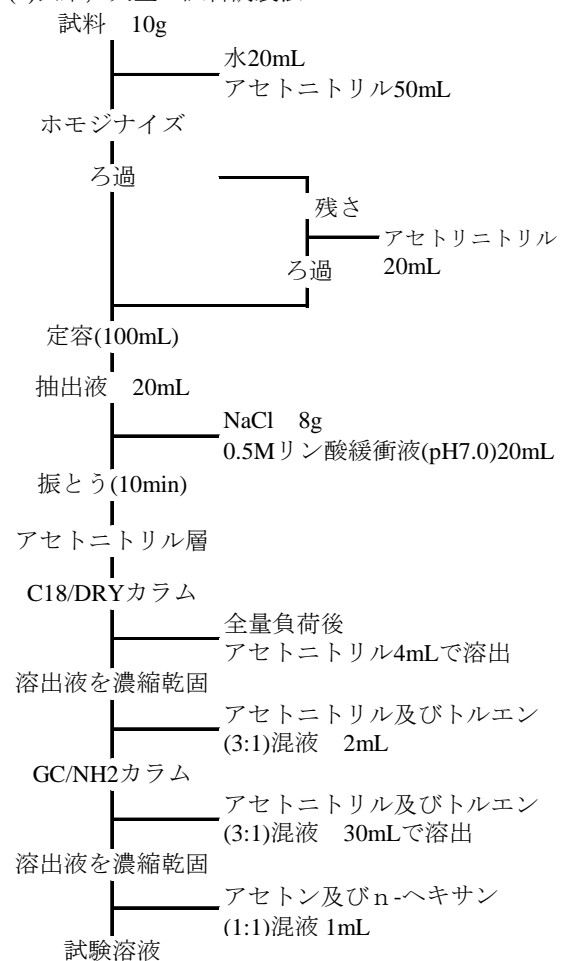 試料　10g
水20mL
アセトニトリル50mL
ホモジナイズ
ろ過
残さ
アセトリニトリル
20mL
ろ過
定容(100mL)
抽出液　20mL
NaCl　8g
0.5Mリン酸緩衝液(pH7.0)20mL
振とう(10min)
アセトニトリル層
C18/DRYカラム
全量負荷後
アセトニトリル4mLで溶出
溶出液を濃縮乾固
アセトニトリル及びトルエン
(3:1)混液　2mL
GC/NH2カラム
アセトニトリル及びトルエン
(3:1)混液　30mLで溶出
溶出液を濃縮乾固
アセトン及びｎ-ヘキサン
(1:1)混液 1mL
試験溶液